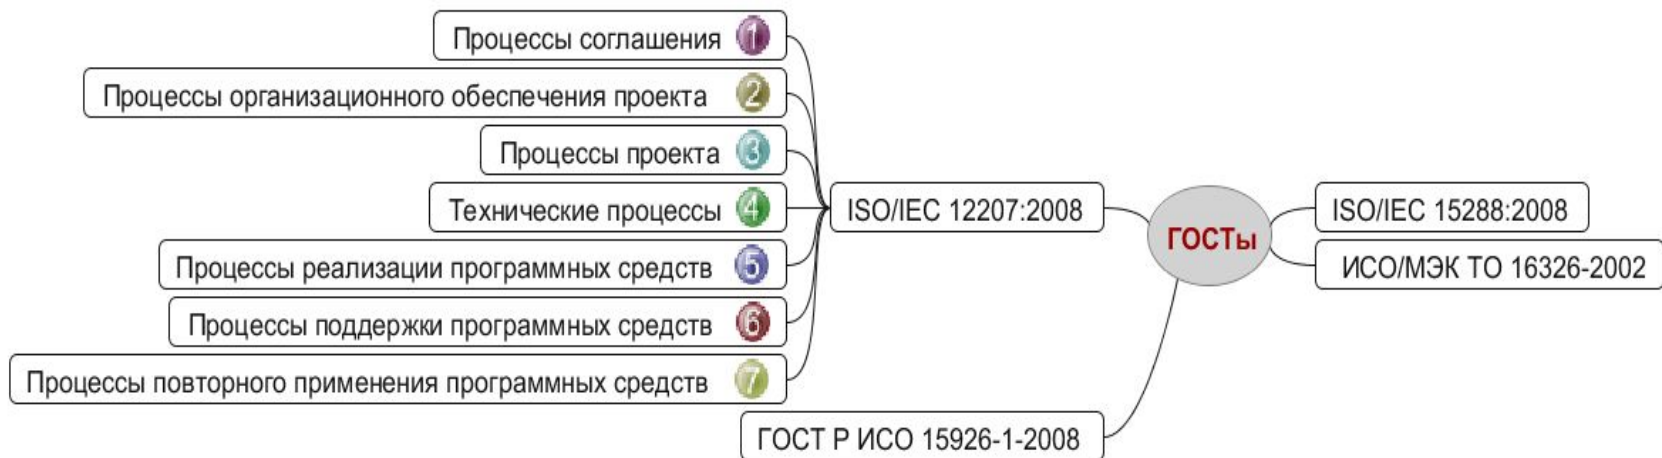 Процессы соглашения 1
Процессы организационного обеспечения проекта 2
Процессы проекта 3
Технические процессы 4
Процессы реализации программных средств 5
Процессы поддержки программных средств 6
Процессы повторного применения программных средств 7
ISO/IEC 12207:2008
ГОСТ Р ИСО 15926-1-2008
ГОСТы
ISO/IEC 15288:2008
ИСО/МЭК ТО 16326-2002